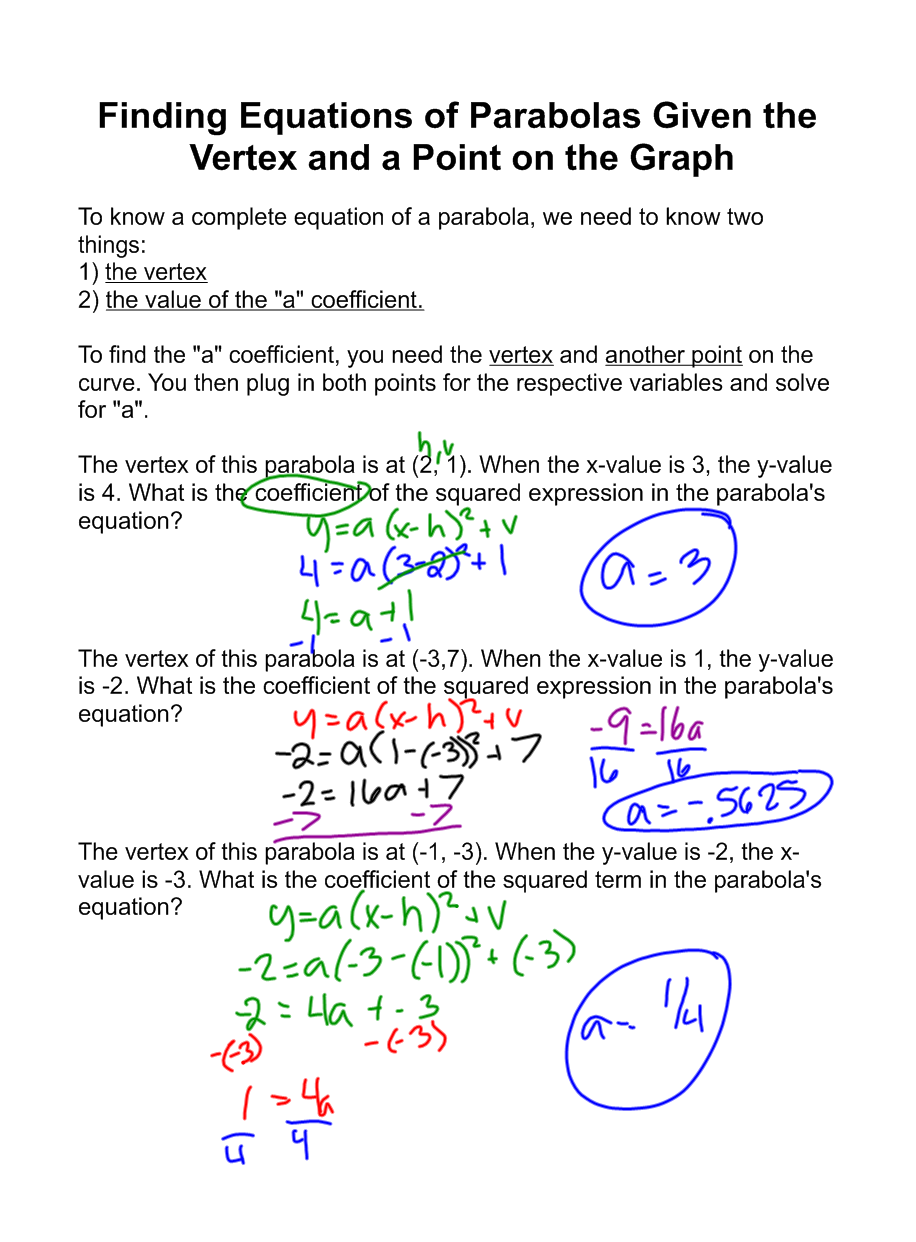 Finding Equations of Parabolas Given the
Vertex and a Point on the Graph
To know a complete equation of a parabola, we need to know two
things:
1) the vertex
2) the value of the "a" coefficient.
To find the "a" coefficient, you need the vertex and another point on the
curve. You then plug in both points for the respective variables and solve
for "a".
h, v
The vertex of this parabola is at (2, 1). When the x-value is 3, the y-value
is 4. What is the coefficient of the squared expression in the parabola's
equation?
y=a(x-h)²+v
4=a(3-2)²+1
a=3
4=a+1
-1 -1
The vertex of this parabola is at (-3,7). When the x-value is 1, the y-value
is -2. What is the coefficient of the squared expression in the parabola's
equation?
y=a(x-h)²+v
-9=16a
16 16
-2=a(1-(-3))²+7
-2=16a+7
a=-.5625
-7 -7
The vertex of this parabola is at (-1, -3). When the y-value is -2, the x-
value is -3. What is the coefficient of the squared term in the parabola's
equation?
y=a(x-h)²+v
-2=a(-3-(-1))²+(-3)
-2=4a+-3
a= 1/4
-(-3) -(-3)
1=4a
4 4